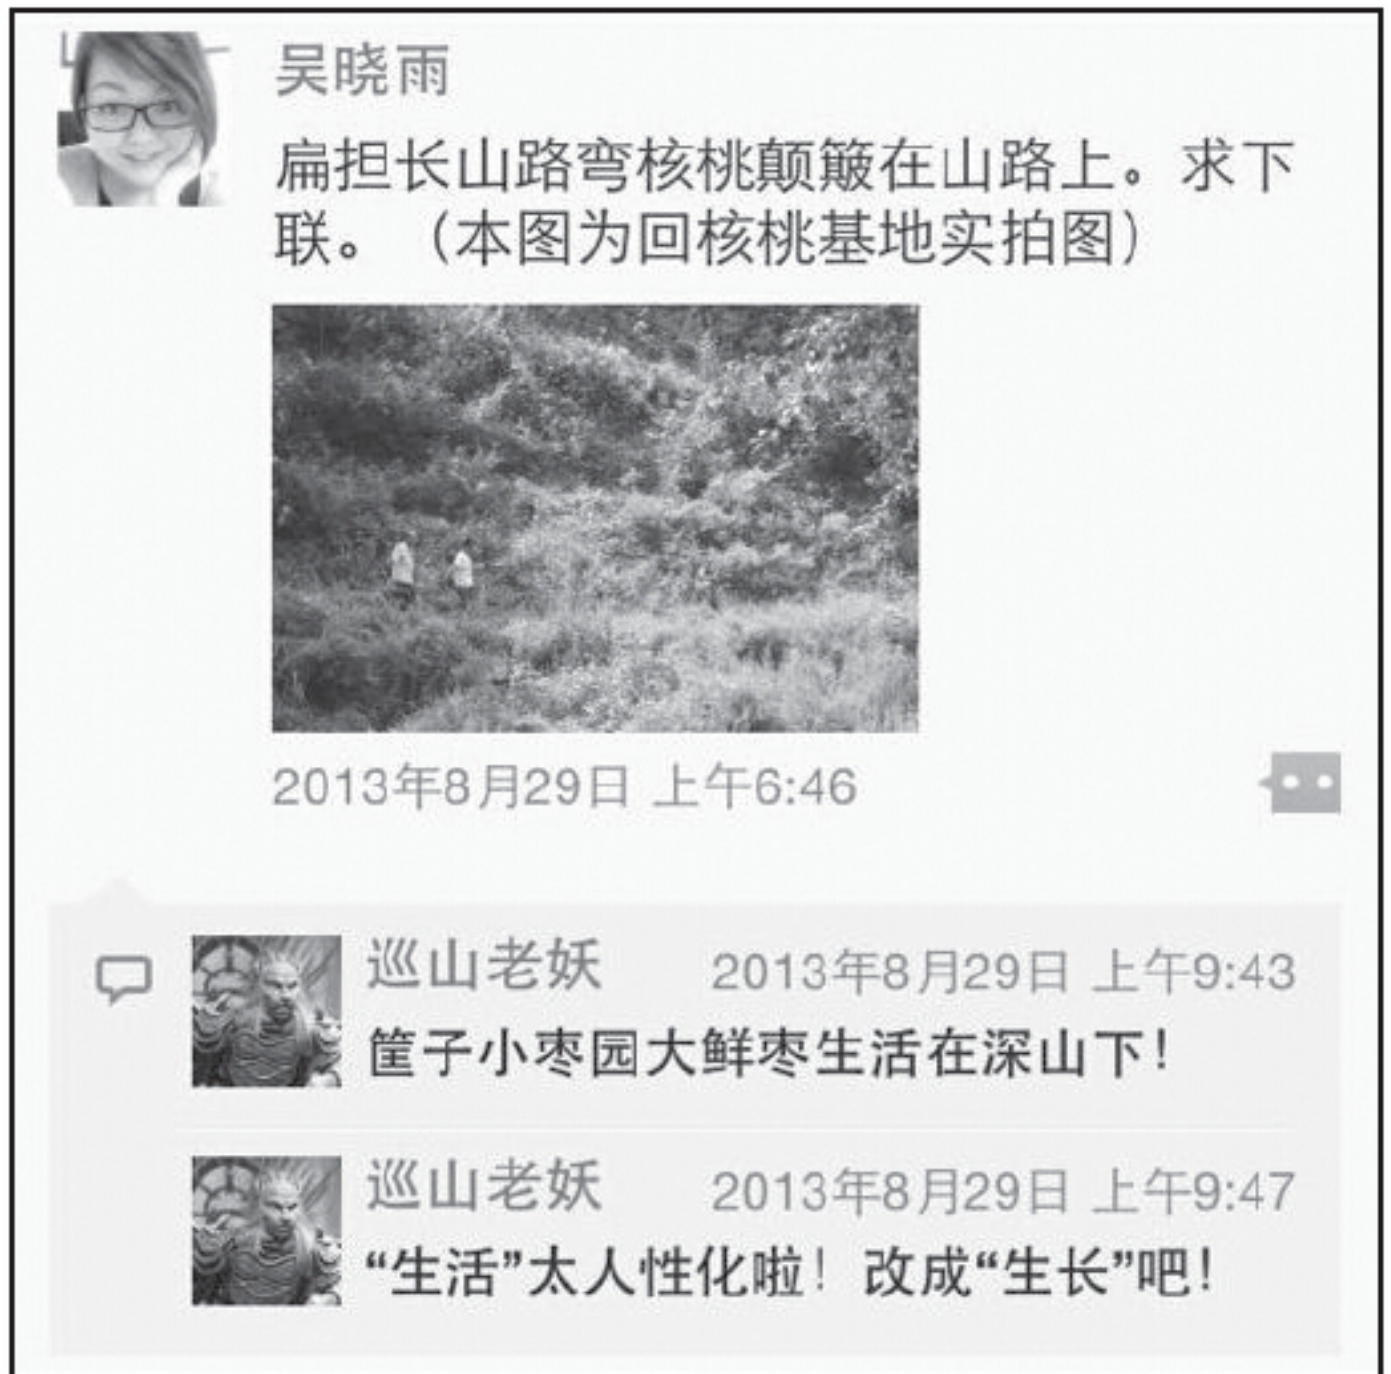 吴晓雨
扁担长山路弯核桃颠簸在山路上。求下
联。（本图为回核桃基地实拍图）
2013年8月29日 上午6:46
巡山老妖 2013年8月29日 上午9:43
筐子小枣园大鲜枣生活在深山下！
巡山老妖 2013年8月29日 上午9:47
“生活”太人性化啦！改成“生长”吧！